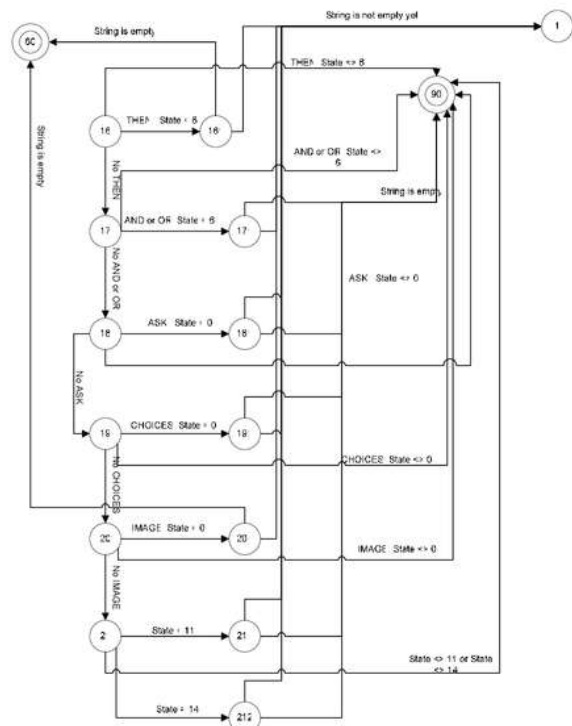 String is not empty yet
1
60
String is empty
THEN State <> 6
90
16
THEN State = 6
16'
String is empty
No THEN
AND or OR State <>
6
String is empty
17
AND or OR State = 6
17'
No AND or OR
ASK State <> 0
18
ASK State = 0
18'
No ASK
19
CHOICES State = 0
19'
CHOICES State <> 0
No CHOICES
20
IMAGE State = 0
20'
IMAGE State <> 0
No IMAGE
State = 11
21'
State <> 11 or State
<> 14
State = 14
212